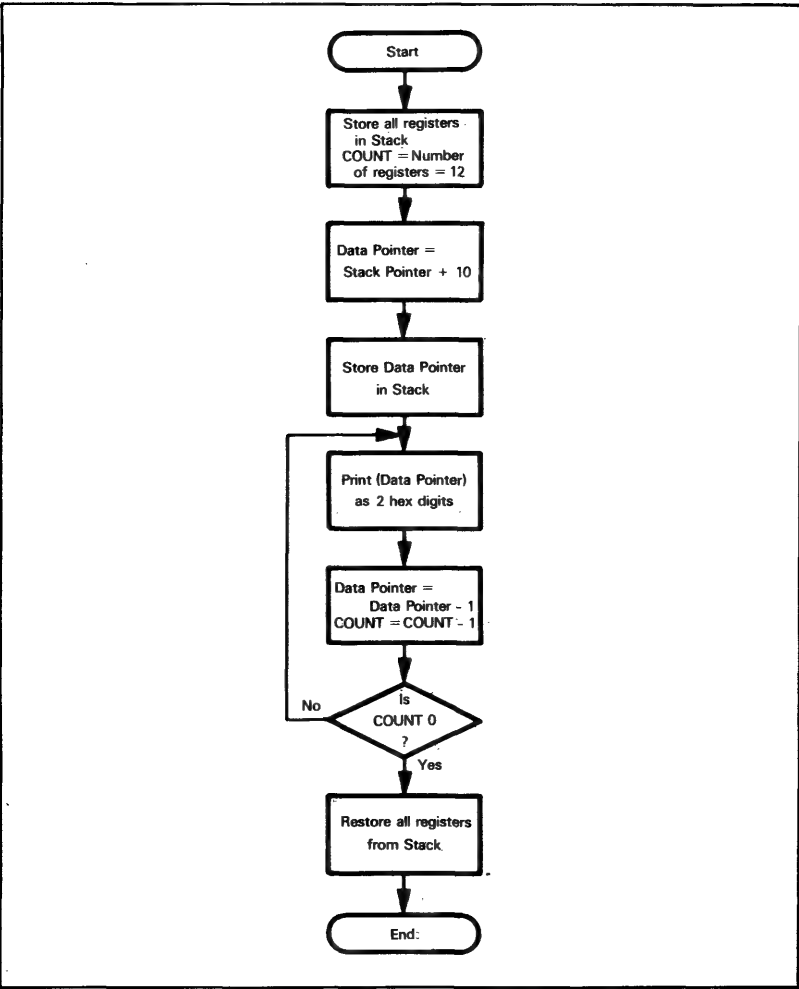 Start
Store all registers
in Stack
COUNT = Number
of registers = 12
Data Pointer =
Stack Pointer + 10
Store Data Pointer
in Stack
Print (Data Pointer)
as 2 hex digits
Data Pointer =
Data Pointer - 1
COUNT = COUNT - 1
Is
COUNT 0
?
No
Yes
Restore all registers
from Stack
End